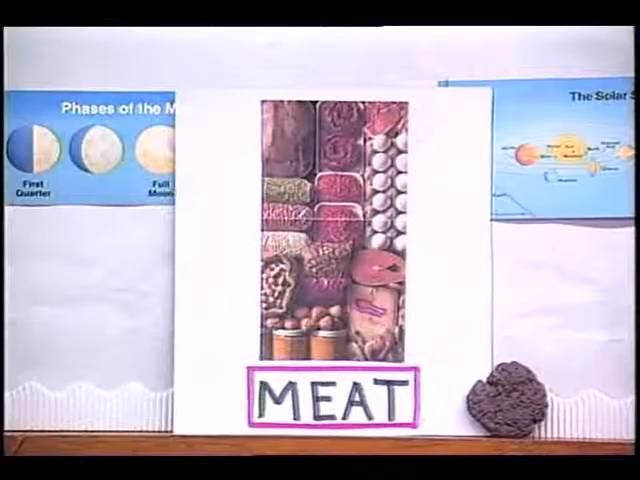 Phases of the M
First
Quarter
Full
Moon
The Solar S
MEAT